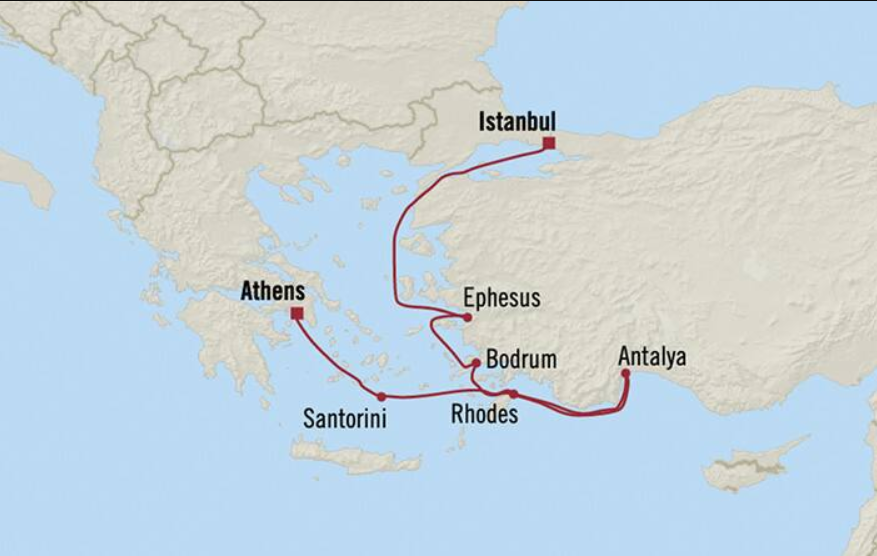 Istanbul
Athens
Ephesus
Bodrum
Antalya
Santorini
Rhodes